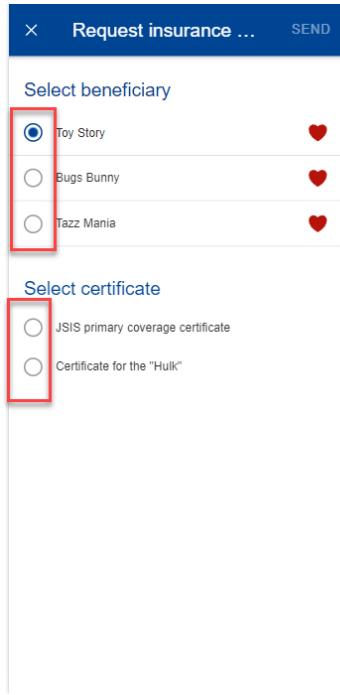 × Request insurance ... SEND
Select beneficiary
Toy Story
Bugs Bunny
Tazz Mania
Select certificate
JSIS primary coverage certificate
Certificate for the "Hulk"